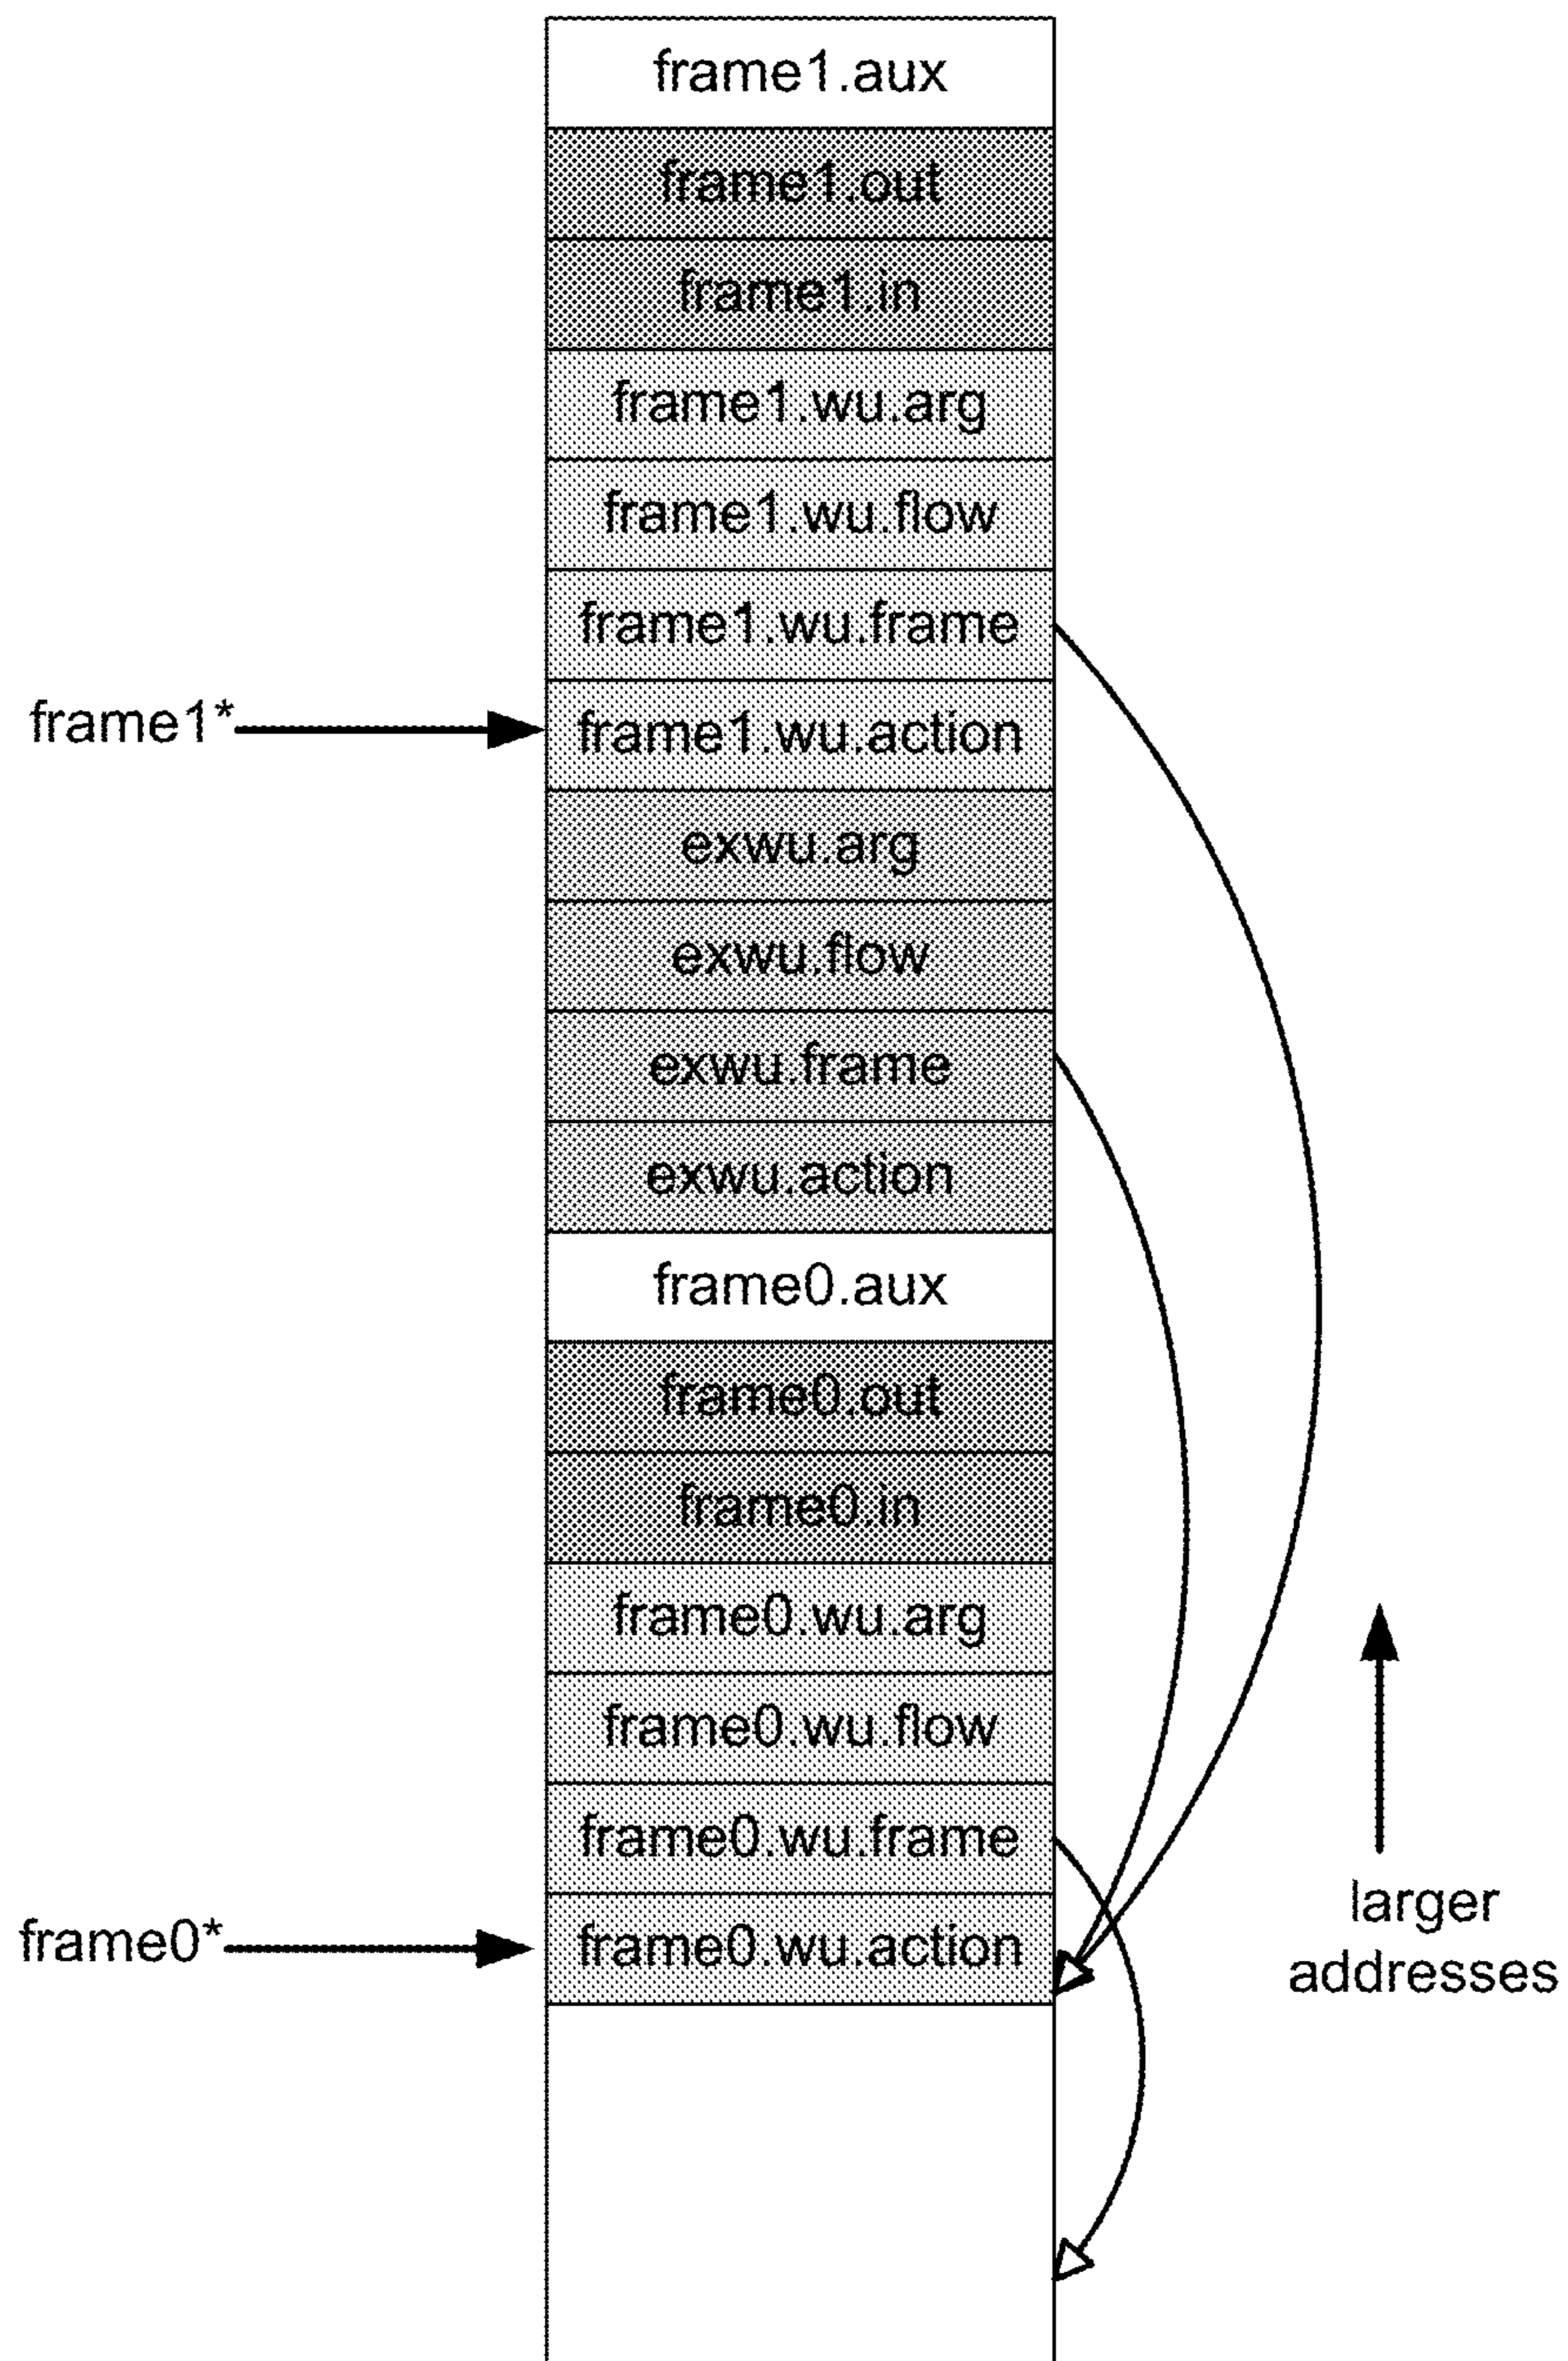 frame1.aux
frame1.out
frame1.in
frame1.wu.arg
frame1.wu.flow
frame1.wu.frame
frame1*
frame1.wu.action
exwu.arg
exwu.flow
exwu.frame
exwu.action
frame0.aux
frame0.out
frame0.in
frame0.wu.arg
frame0.wu.flow
frame0.wu.frame
frame0*
frame0.wu.action
larger
addresses